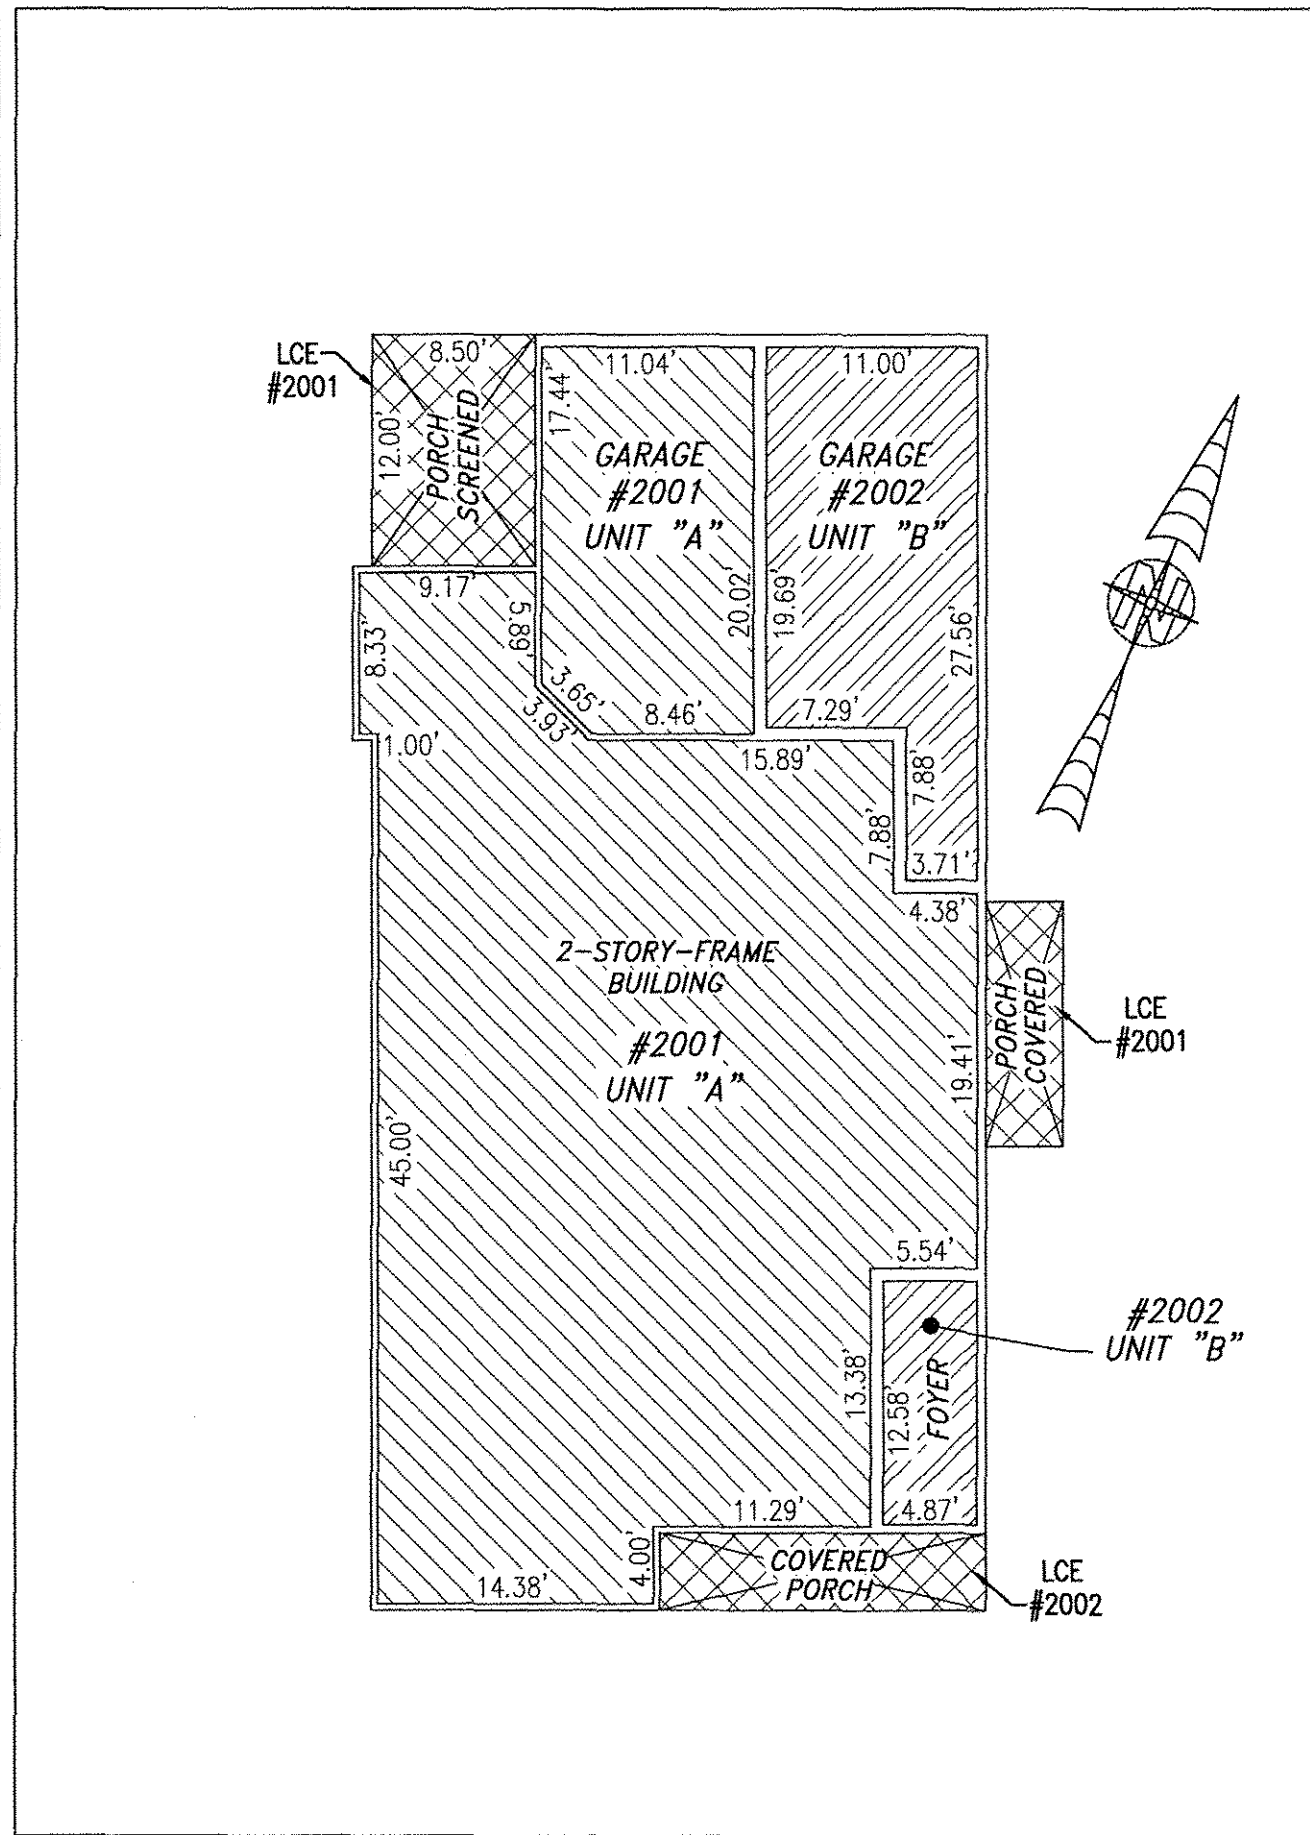 LCE
#2001
8.50'
12.00'
PORCH
SCREENED
17.44'
11.04'
GARAGE
#2001
UNIT "A"
20.02'
11.00'
GARAGE
#2002
UNIT "B"
19.69'
27.56'
9.17'
5.89'
8.33"
3.65'
3.93'
8.46'
7.29'
1.00'
15.89'
7.88'
7.88'
3.71'
4.38'
2-STORY-FRAME
BUILDING
#2001
UNIT "A"
PORCH
COVERED
LCE
#2001
19.41'
45.00'
5.54'
#2002
UNIT "B"
13.38'
12.58'
FOYER
11.29'
4.87'
4.00'
14.38'
COVERED
PORCH
LCE
#2002
N